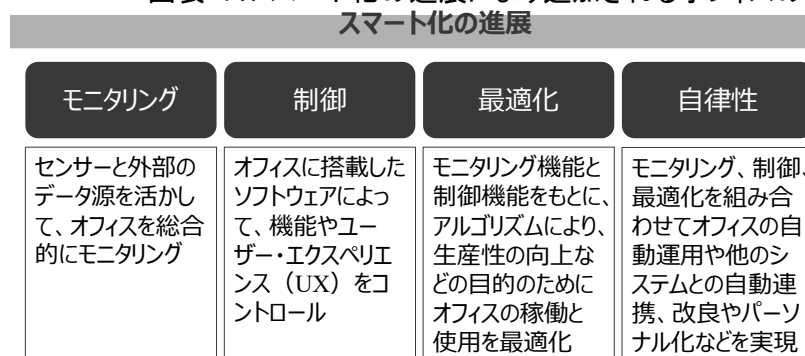 スマート化の進展
モニタリング
制御
最適化
自律性
センサーと外部の
データ源を活かし
て、オフィスを総合
的にモニタリング
オフィスに搭載した
ソフトウェアによっ
て、機能やユー
ザー・エクスペリエ
ンス（UX）をコ
ントロール
モニタリング機能と
制御機能をもとに、
アルゴリズムにより、
生産性の向上な
どの目的のために
オフィスの稼働と
使用を最適化
モニタリング、制御、
最適化を組み合
わせてオフィスの自
動運用や他のシ
ステムとの自動連
携、改良やパーソ
ナル化などを実現